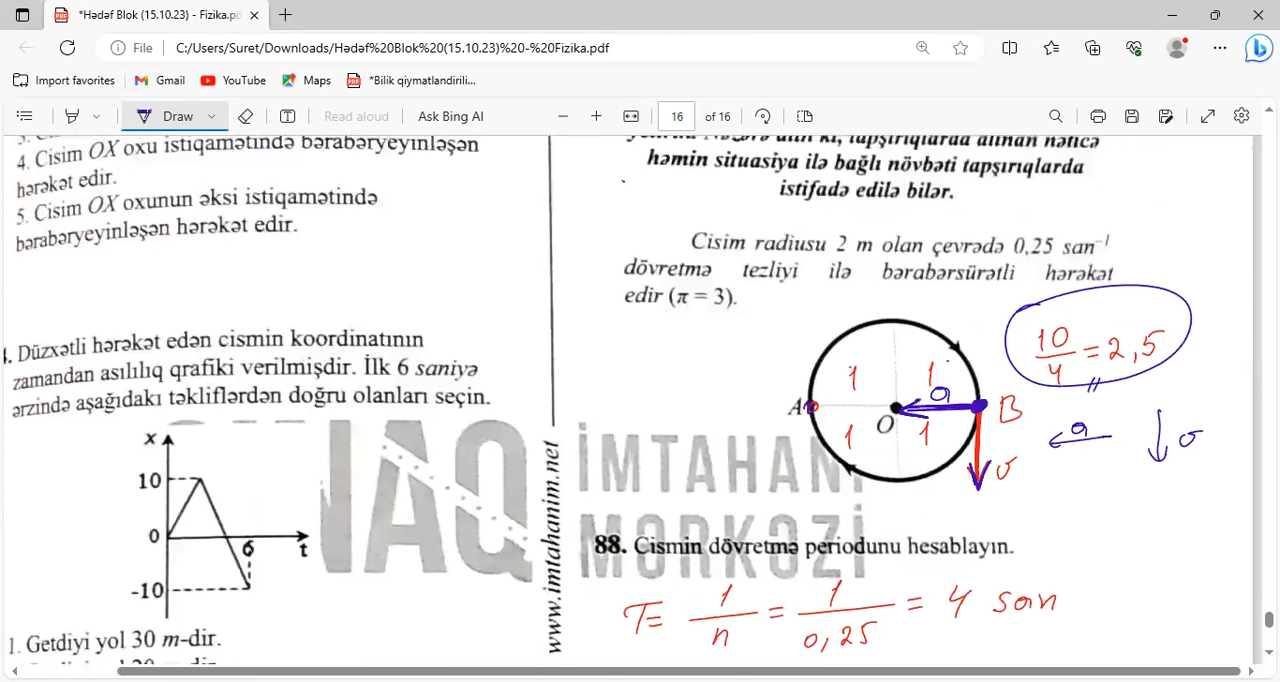 *Hədəf Blok (15.10.23) - Fizika.pd
File C:/Users/Suret/Downloads/Hədəf%20Blok%20(15.10.23)%20-%20Fizika.pdf
Import favorites Gmail YouTube Maps *Bilik qiymatləndirili...
Draw Read aloud Ask Bing AI 16 of 16
4. Cisim OX oxu istiqamətində bərabəryeyinləşən
hərəkət edir.
5. Cisim OX oxunun əksi istiqamətində
bərabəryeyinləşən hərəkət edir.
Düzxətli hərəkət edən cismin koordinatının
zamandan asılılıq qrafiki verilmişdir. İlk 6 saniyə
ərzində aşağıdakı təkliflərdən doğru olanları seçin.
x
10
0
6
t
-10
1. Getdiyi yol 30 m-dir.
www.imtahanim.net
həmin situasiya ilə bağlı növbəti tapşırıqlarda
istifadə edilə bilər.
Cisim radiusu 2 m olan çevrədə 0,25 san⁻¹
dövretmə tezliyi ilə bərabərsürətli hərəkət
edir (π = 3).
10/4 = 2,5
1 1
a
A O B
1 1
υ
a υ
İMTAHAN
MƏRKƏZİ
88. Cismin dövretmə periodunu hesablayın.
T = 1/n = 1/0,25 = 4 san